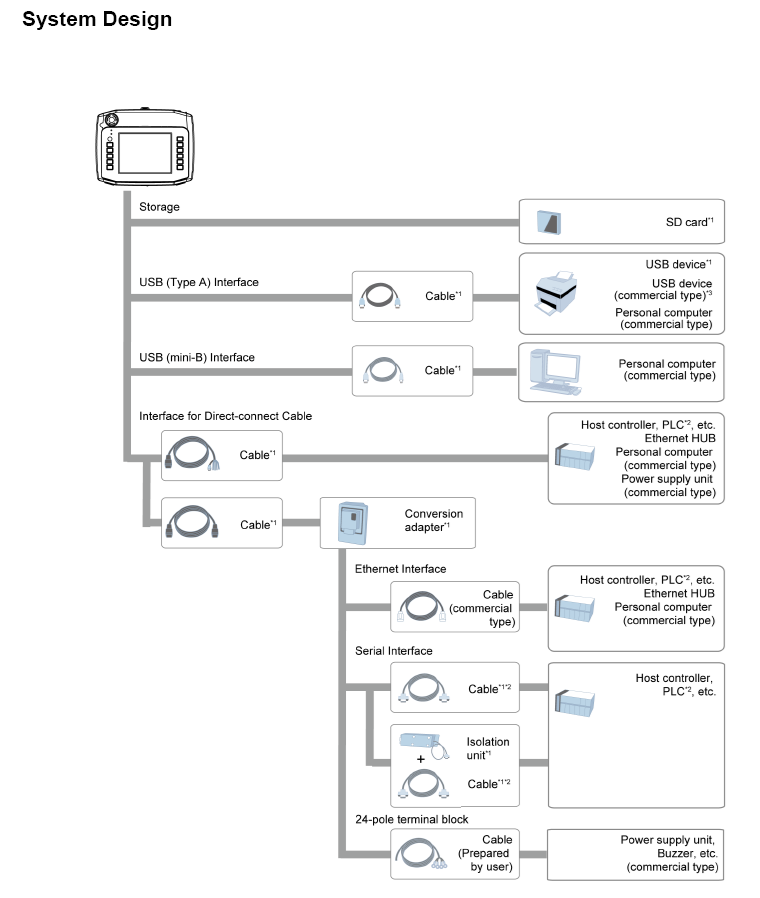 System Design
Storage
SD card*1
USB (Type A) Interface
Cable*1
USB device*1
USB device
(commercial type)*3
Personal computer
(commercial type)
USB (mini-B) Interface
Cable*1
Personal computer
(commercial type)
Interface for Direct-connect Cable
Cable*1
Host controller, PLC*2, etc.
Ethernet HUB
Personal computer
(commercial type)
Power supply unit
(commercial type)
Cable*1
Conversion
adapter*1
Ethernet Interface
Cable
(commercial
type)
Host controller, PLC*2, etc.
Ethernet HUB
Personal computer
(commercial type)
Serial Interface
Cable*1*2
Host controller,
PLC*2, etc.
Isolation
unit*1
+
Cable*1*2
24-pole terminal block
Cable
(Prepared
by user)
Power supply unit,
Buzzer, etc.
(commercial type)